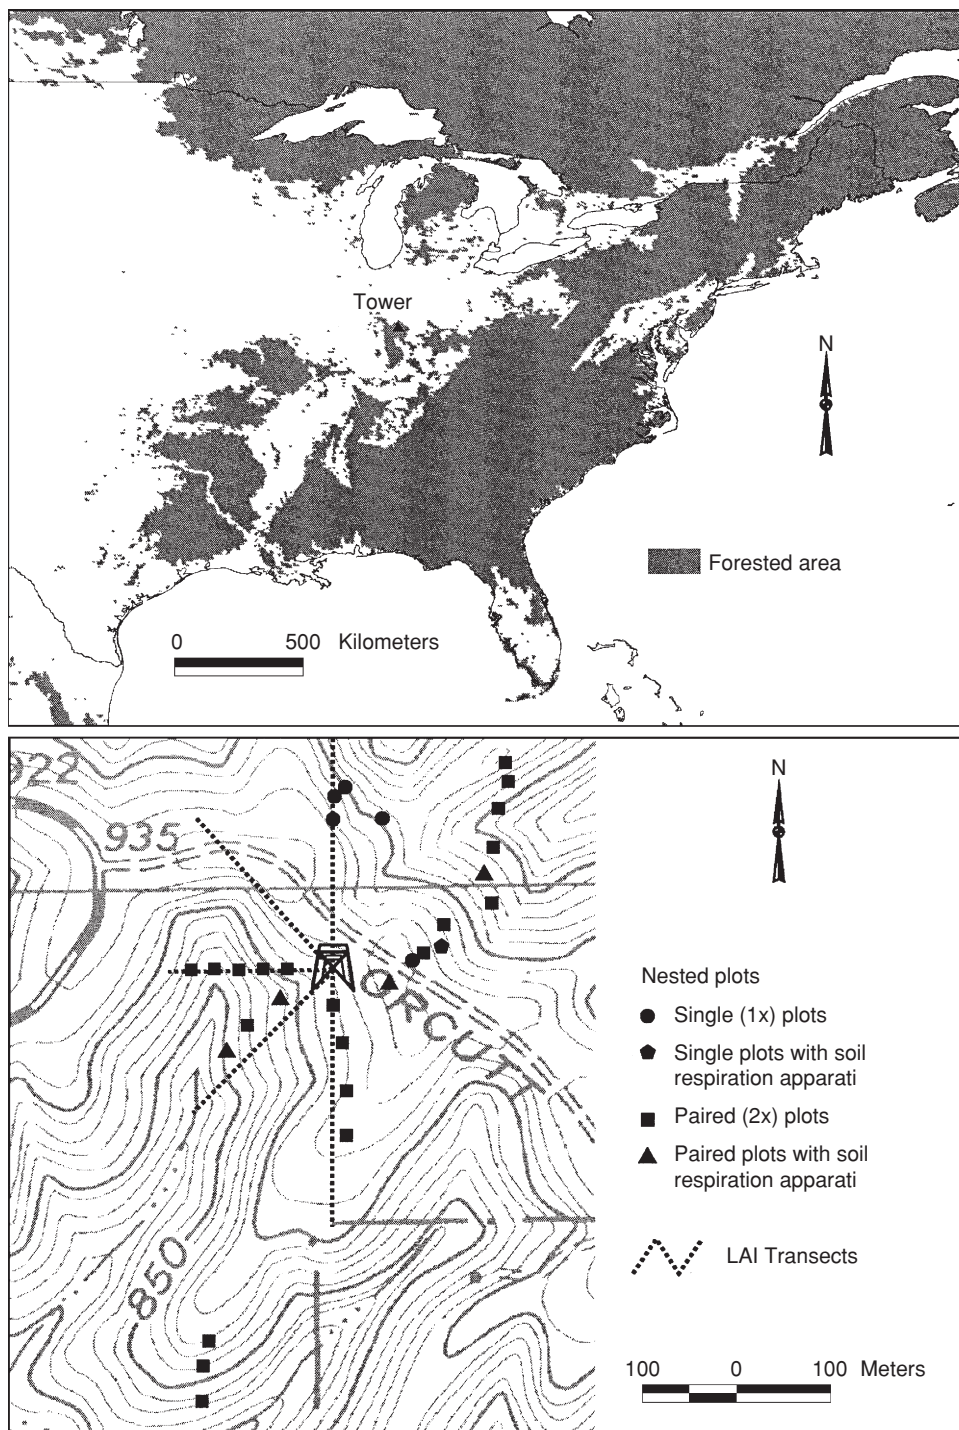 Tower
N
Forested area
0 500 Kilometers
N
922
935
ORCUTT
850
Nested plots
Single (1x) plots
Single plots with soil
respiration apparati
Paired (2x) plots
Paired plots with soil
respiration apparati
LAI Transects
100 0 100 Meters